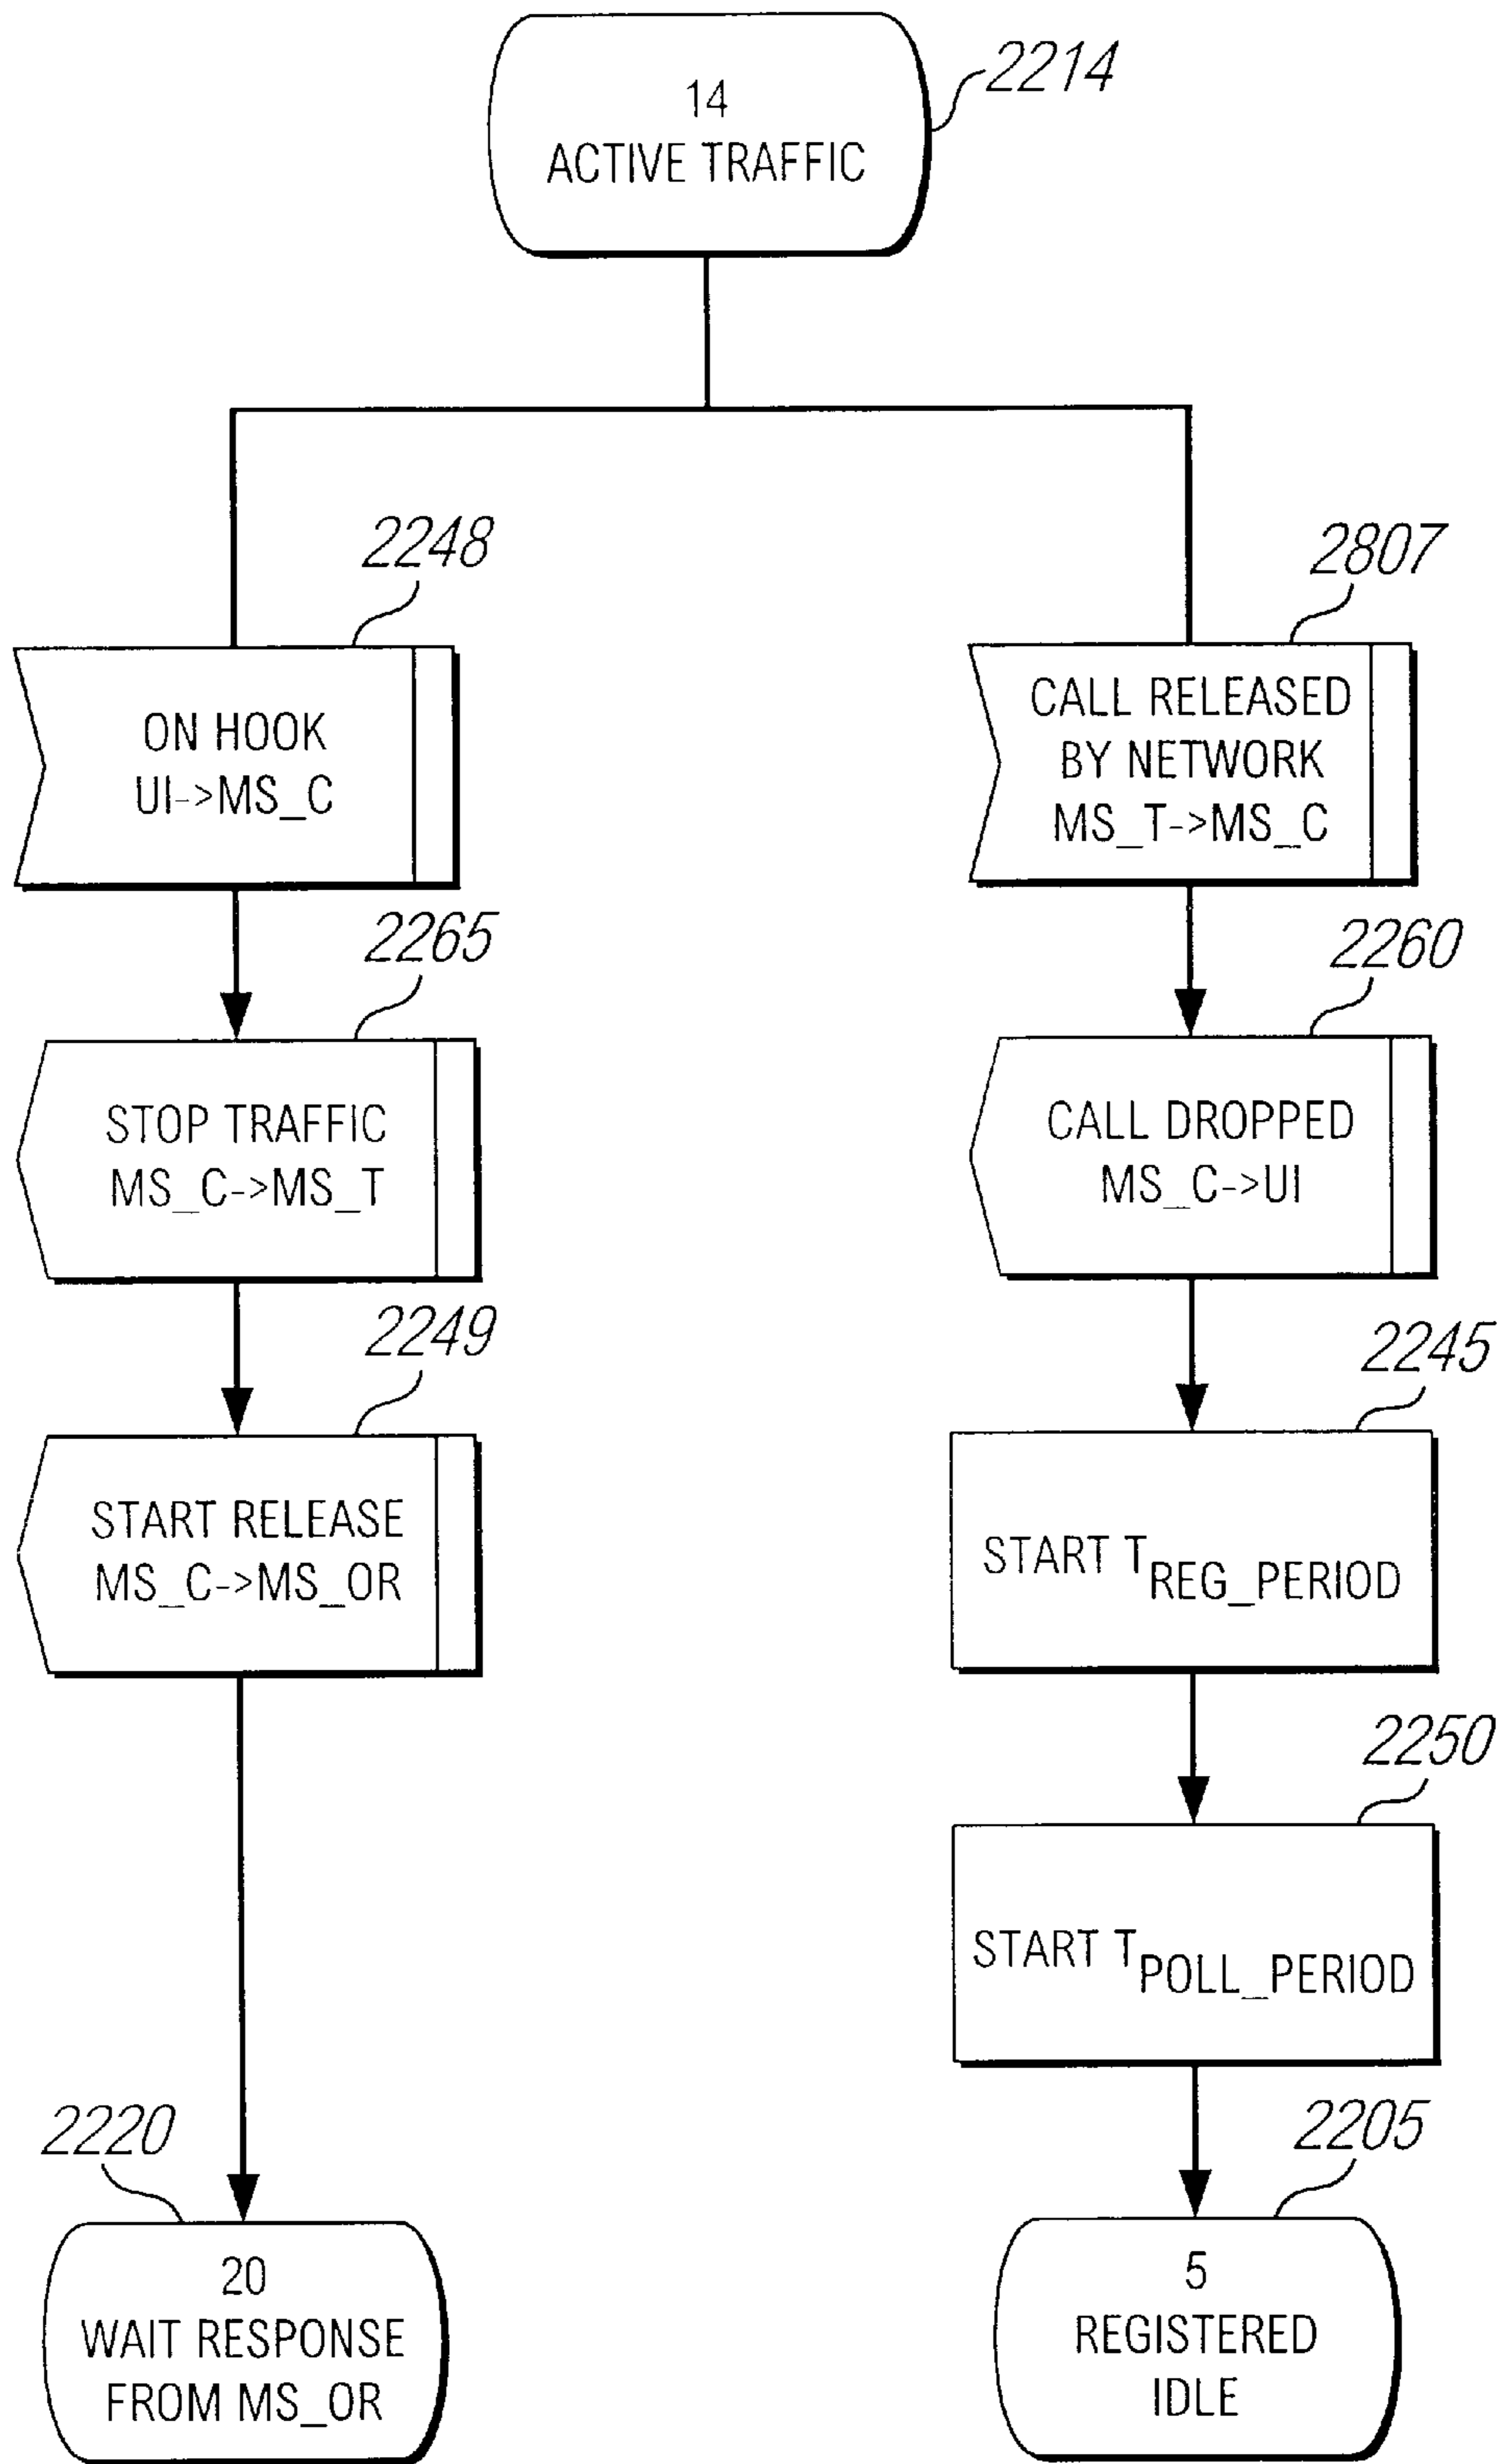 2214
14
ACTIVE TRAFFIC
2248
ON HOOK
UI->MS_C
2265
STOP TRAFFIC
MS_C->MS_T
2249
START RELEASE
MS_C->MS_OR
2220
20
WAIT RESPONSE
FROM MS_OR
2807
CALL RELEASED
BY NETWORK
MS_T->MS_C
2260
CALL DROPPED
MS_C->UI
2245
START TREG_PERIOD
2250
START TPOLL_PERIOD
2205
5
REGISTERED
IDLE